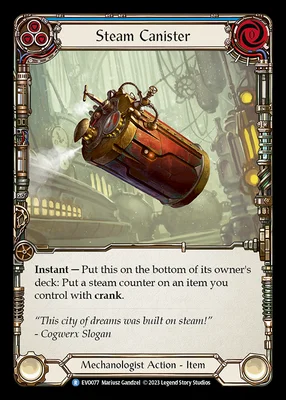 Steam Canister
Instant — Put this on the bottom of its owner's
deck: Put a steam counter on an item you
control with crank.
"This city of dreams was built on steam!"
- Cogwerx Slogan
Mechanologist Action - Item
R EVO077 Mariusz Gandzel ©2023 Legend Story Studios